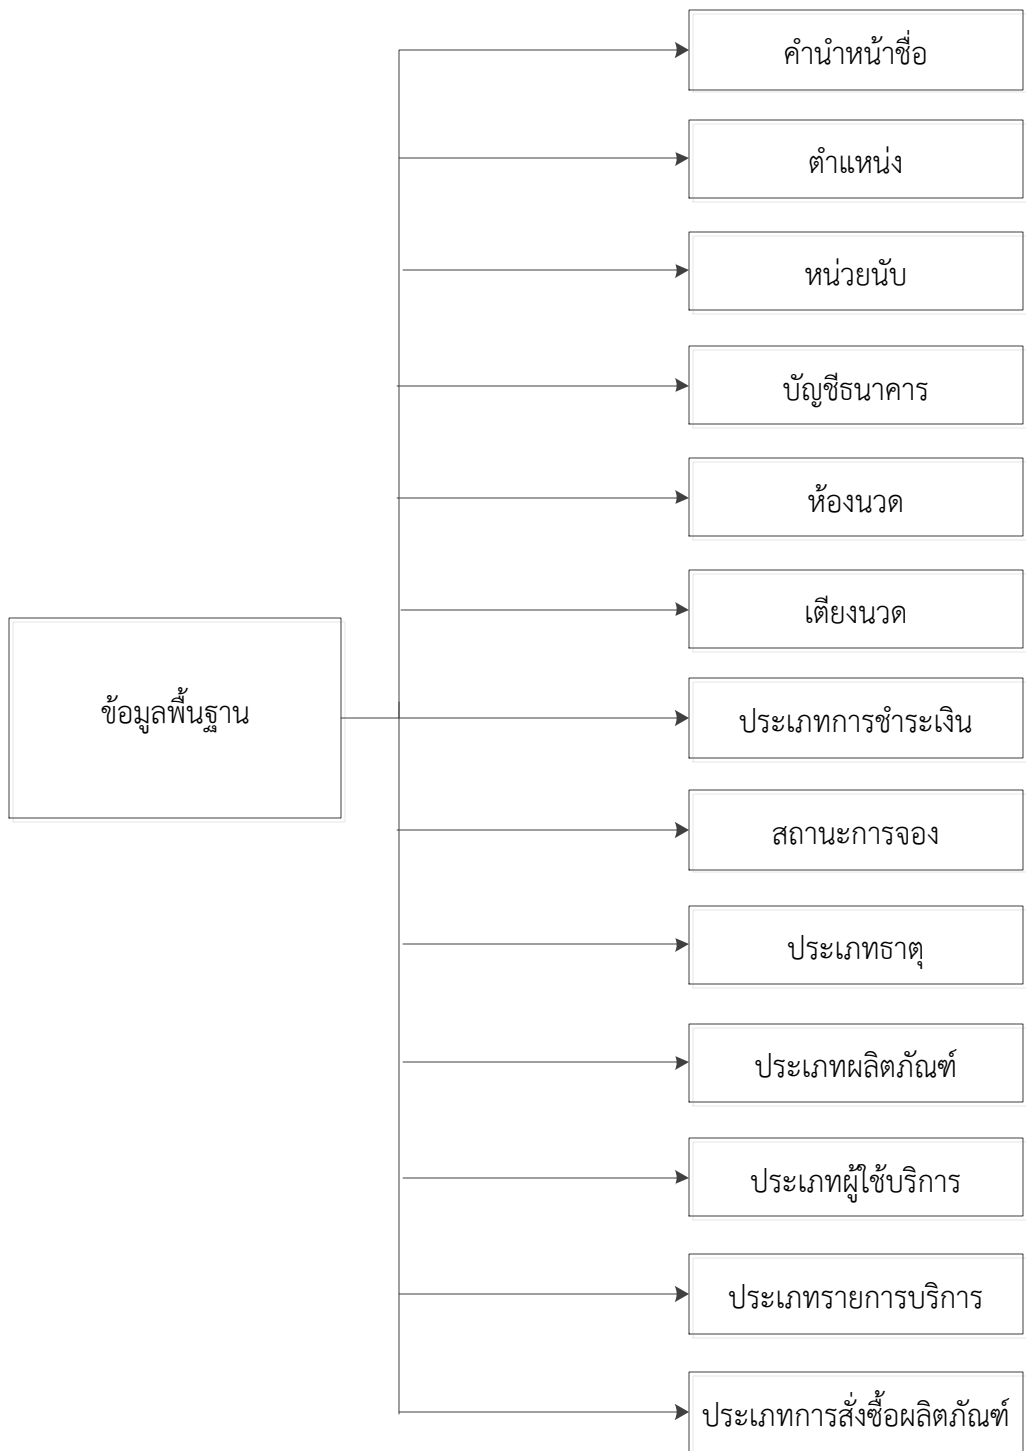 คำนำหน้าชื่อ
ตำแหน่ง
หน่วยนับ
บัญชีธนาคาร
ห้องนวด
เตียงนวด
ข้อมูลพื้นฐาน
ประเภทการชำระเงิน
สถานะการจอง
ประเภทธาตุ
ประเภทผลิตภัณฑ์
ประเภทผู้ใช้บริการ
ประเภทรายการบริการ
ประเภทการสั่งซื้อผลิตภัณฑ์